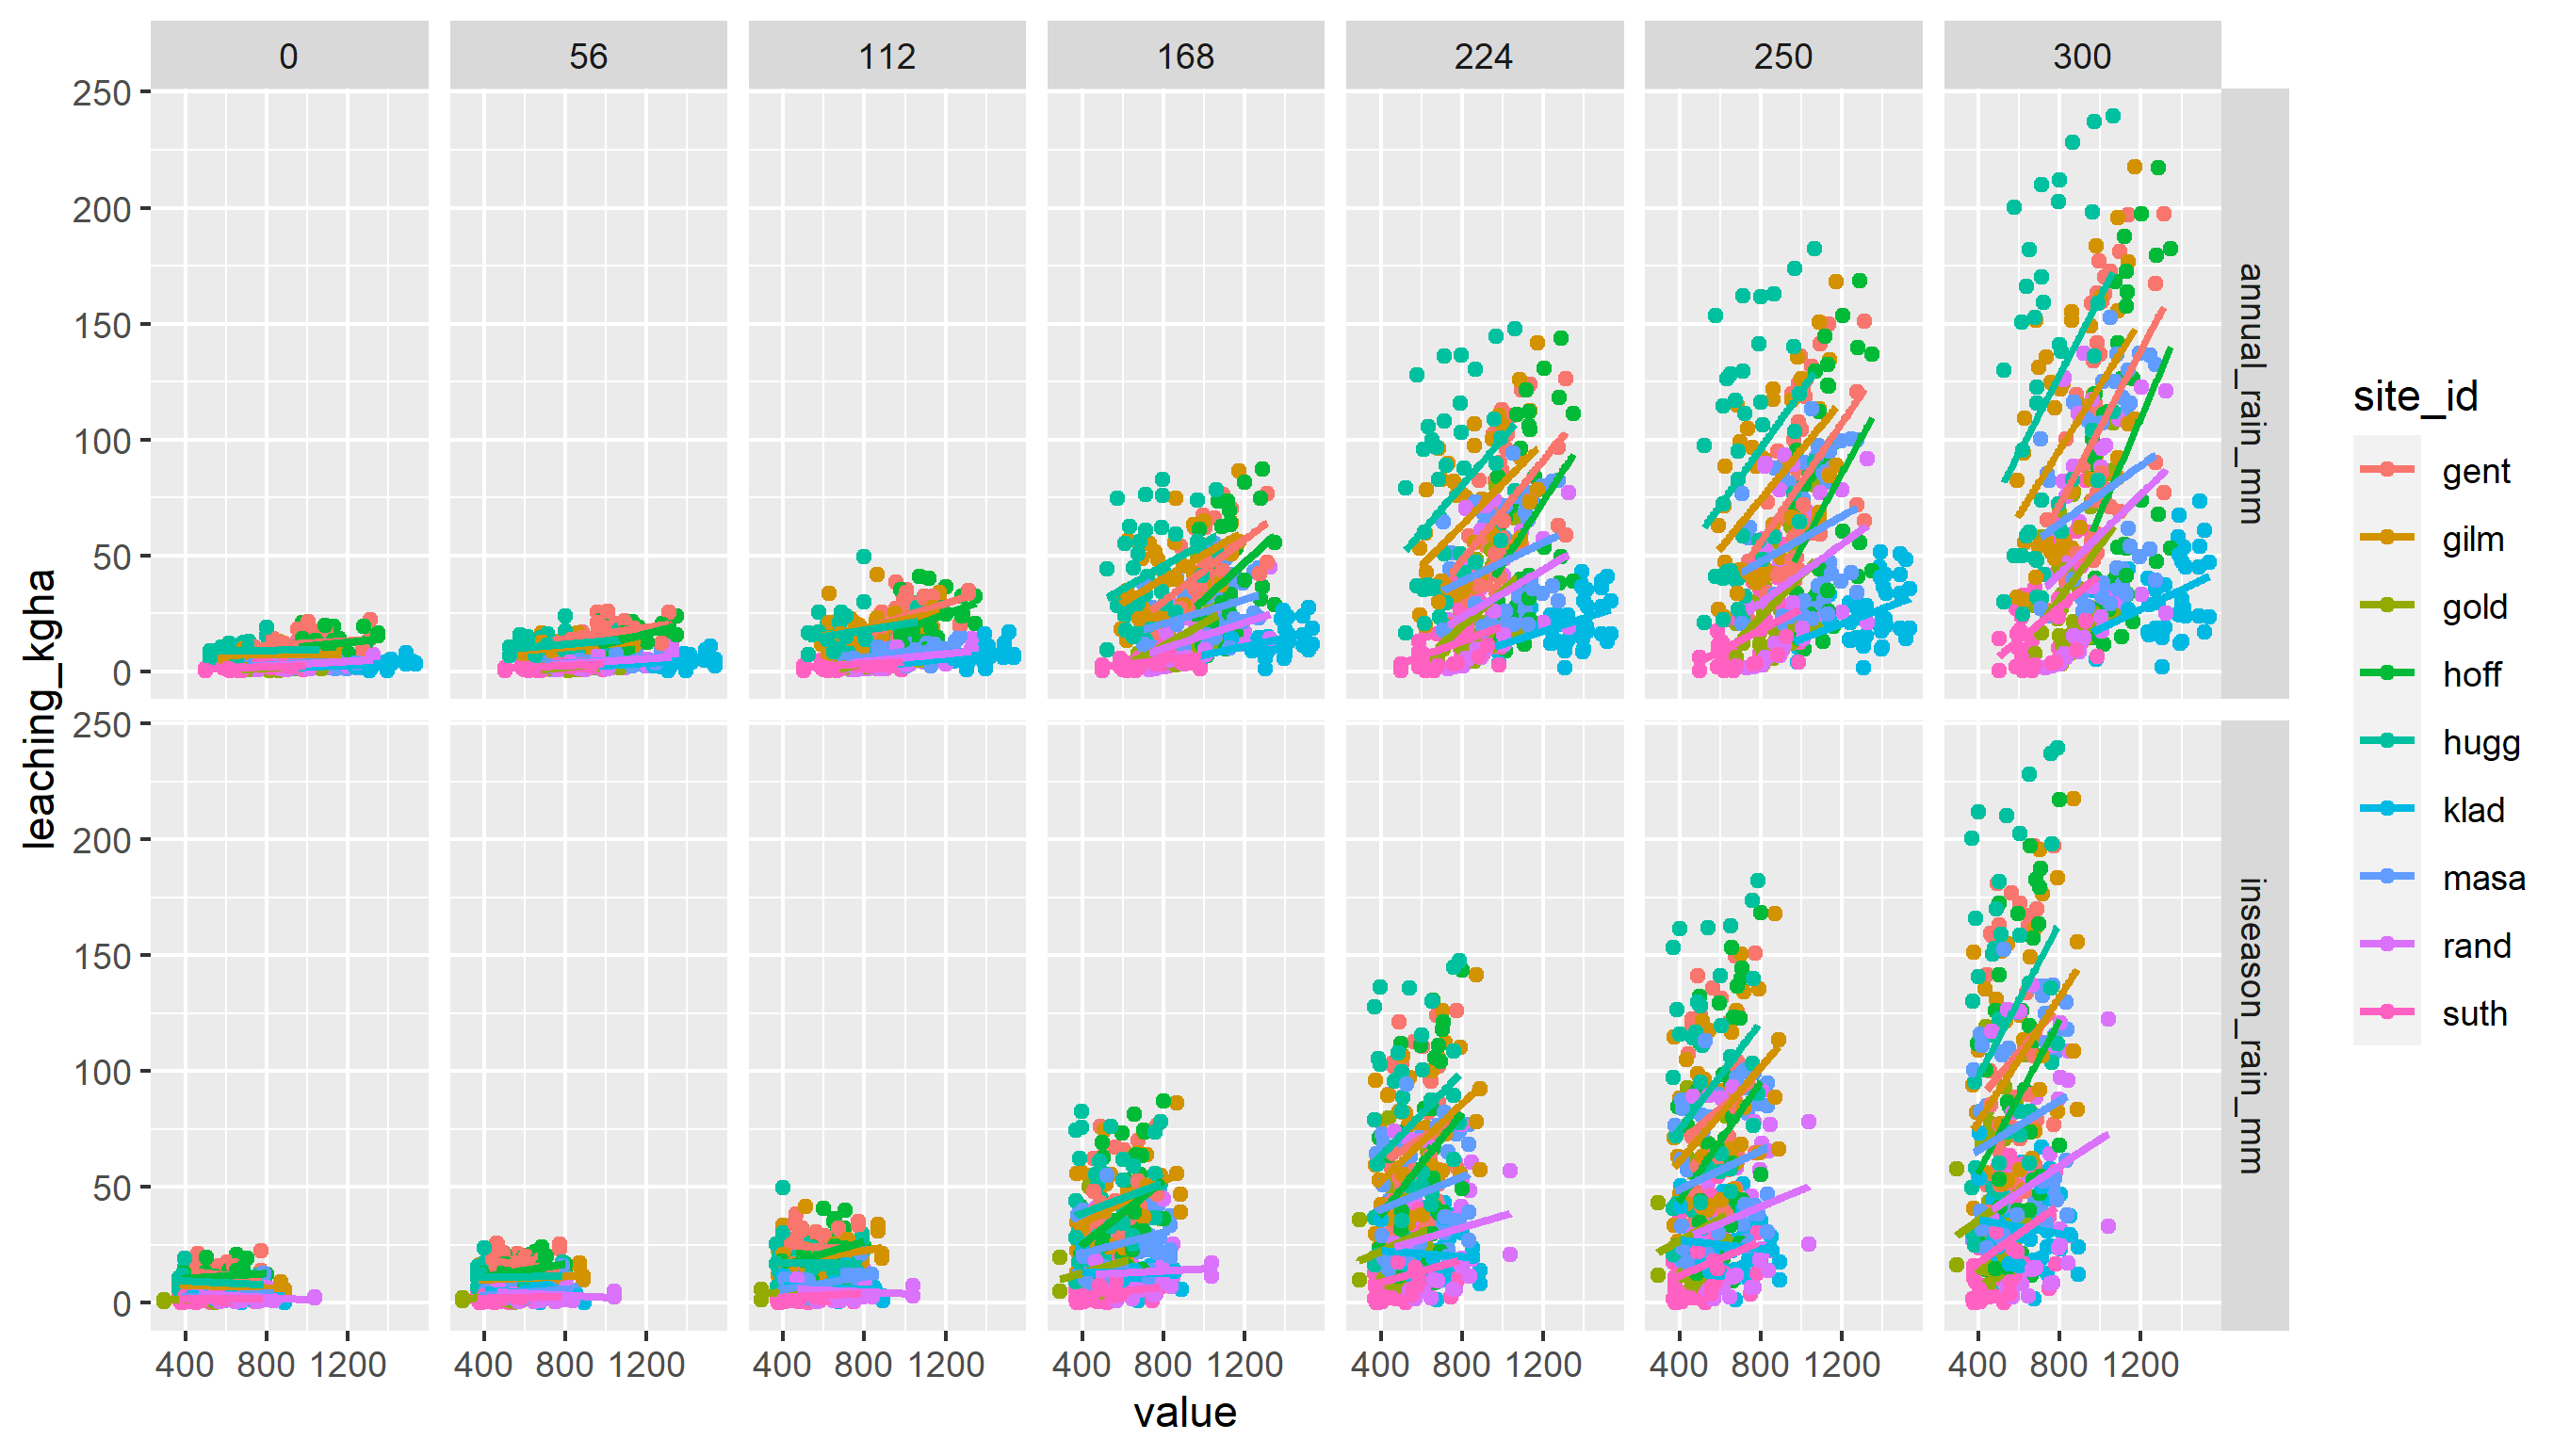 0 56 112 168 224 250 300
250
200
150
100
50
0
annual_rain_mm
250
200
150
100
50
0
inseason_rain_mm
leaching_kgha
400 800 1200 400 800 1200 400 800 1200 400 800 1200 400 800 1200 400 800 1200 400 800 1200
value
site_id
gent
gilm
gold
hoff
hugg
klad
masa
rand
suth